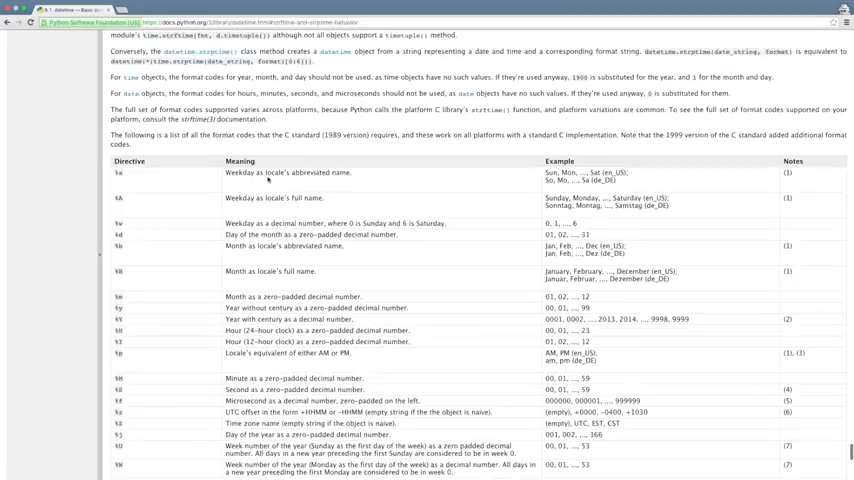 8.1. datetime — Basic dat
Python Software Foundation [US] https://docs.python.org/3/library/datetime.html#strftime-and-strptime-behavior
module's time.strftime(fmt, d.timetuple()) although not all objects support a timetuple() method.
Conversely, the datetime.strptime() class method creates a datetime object from a string representing a date and time and a corresponding format string. datetime.strptime(date_string, format) is equivalent to
datetime(*(time.strptime(date_string, format)[0:6])).
For time objects, the format codes for year, month, and day should not be used, as time objects have no such values. If they're used anyway, 1900 is substituted for the year, and 1 for the month and day.
For date objects, the format codes for hours, minutes, seconds, and microseconds should not be used, as date objects have no such values. If they're used anyway, 0 is substituted for them.
The full set of format codes supported varies across platforms, because Python calls the platform C library's strftime() function, and platform variations are common. To see the full set of format codes supported on your
platform, consult the strftime(3) documentation.
The following is a list of all the format codes that the C standard (1989 version) requires, and these work on all platforms with a standard C implementation. Note that the 1999 version of the C standard added additional format
codes.
Directive Meaning Example Notes
%a Weekday as locale's abbreviated name. Sun, Mon, ..., Sat (en_US); (1)
So, Mo, ..., Sa (de_DE)
%A Weekday as locale's full name. Sunday, Monday, ..., Saturday (en_US); (1)
Sonntag, Montag, ..., Samstag (de_DE)
%w Weekday as a decimal number, where 0 is Sunday and 6 is Saturday. 0, 1, ..., 6
%d Day of the month as a zero-padded decimal number. 01, 02, ..., 31
%b Month as locale's abbreviated name. Jan, Feb, ..., Dec (en_US); (1)
Jan, Feb, ..., Dez (de_DE)
%B Month as locale's full name. January, February, ..., December (en_US); (1)
Januar, Februar, ..., Dezember (de_DE)
%m Month as a zero-padded decimal number. 01, 02, ..., 12
%y Year without century as a zero-padded decimal number. 00, 01, ..., 99
%Y Year with century as a decimal number. 0001, 0002, ..., 2013, 2014, ..., 9998, 9999 (2)
%H Hour (24-hour clock) as a zero-padded decimal number. 00, 01, ..., 23
%I Hour (12-hour clock) as a zero-padded decimal number. 01, 02, ..., 12
%p Locale's equivalent of either AM or PM. AM, PM (en_US); (1), (3)
am, pm (de_DE)
%M Minute as a zero-padded decimal number. 00, 01, ..., 59
%S Second as a zero-padded decimal number. 00, 01, ..., 59 (4)
%f Microsecond as a decimal number, zero-padded on the left. 000000, 000001, ..., 999999 (5)
%z UTC offset in the form +HHMM or -HHMM (empty string if the the object is naive). (empty), +0000, -0400, +1030 (6)
%Z Time zone name (empty string if the object is naive). (empty), UTC, EST, CST
%j Day of the year as a zero-padded decimal number. 001, 002, ..., 366
%U Week number of the year (Sunday as the first day of the week) as a zero padded decimal 00, 01, ..., 53 (7)
number. All days in a new year preceding the first Sunday are considered to be in week 0.
%W Week number of the year (Monday as the first day of the week) as a decimal number. All days in 00, 01, ..., 53 (7)
a new year preceding the first Monday are considered to be in week 0.